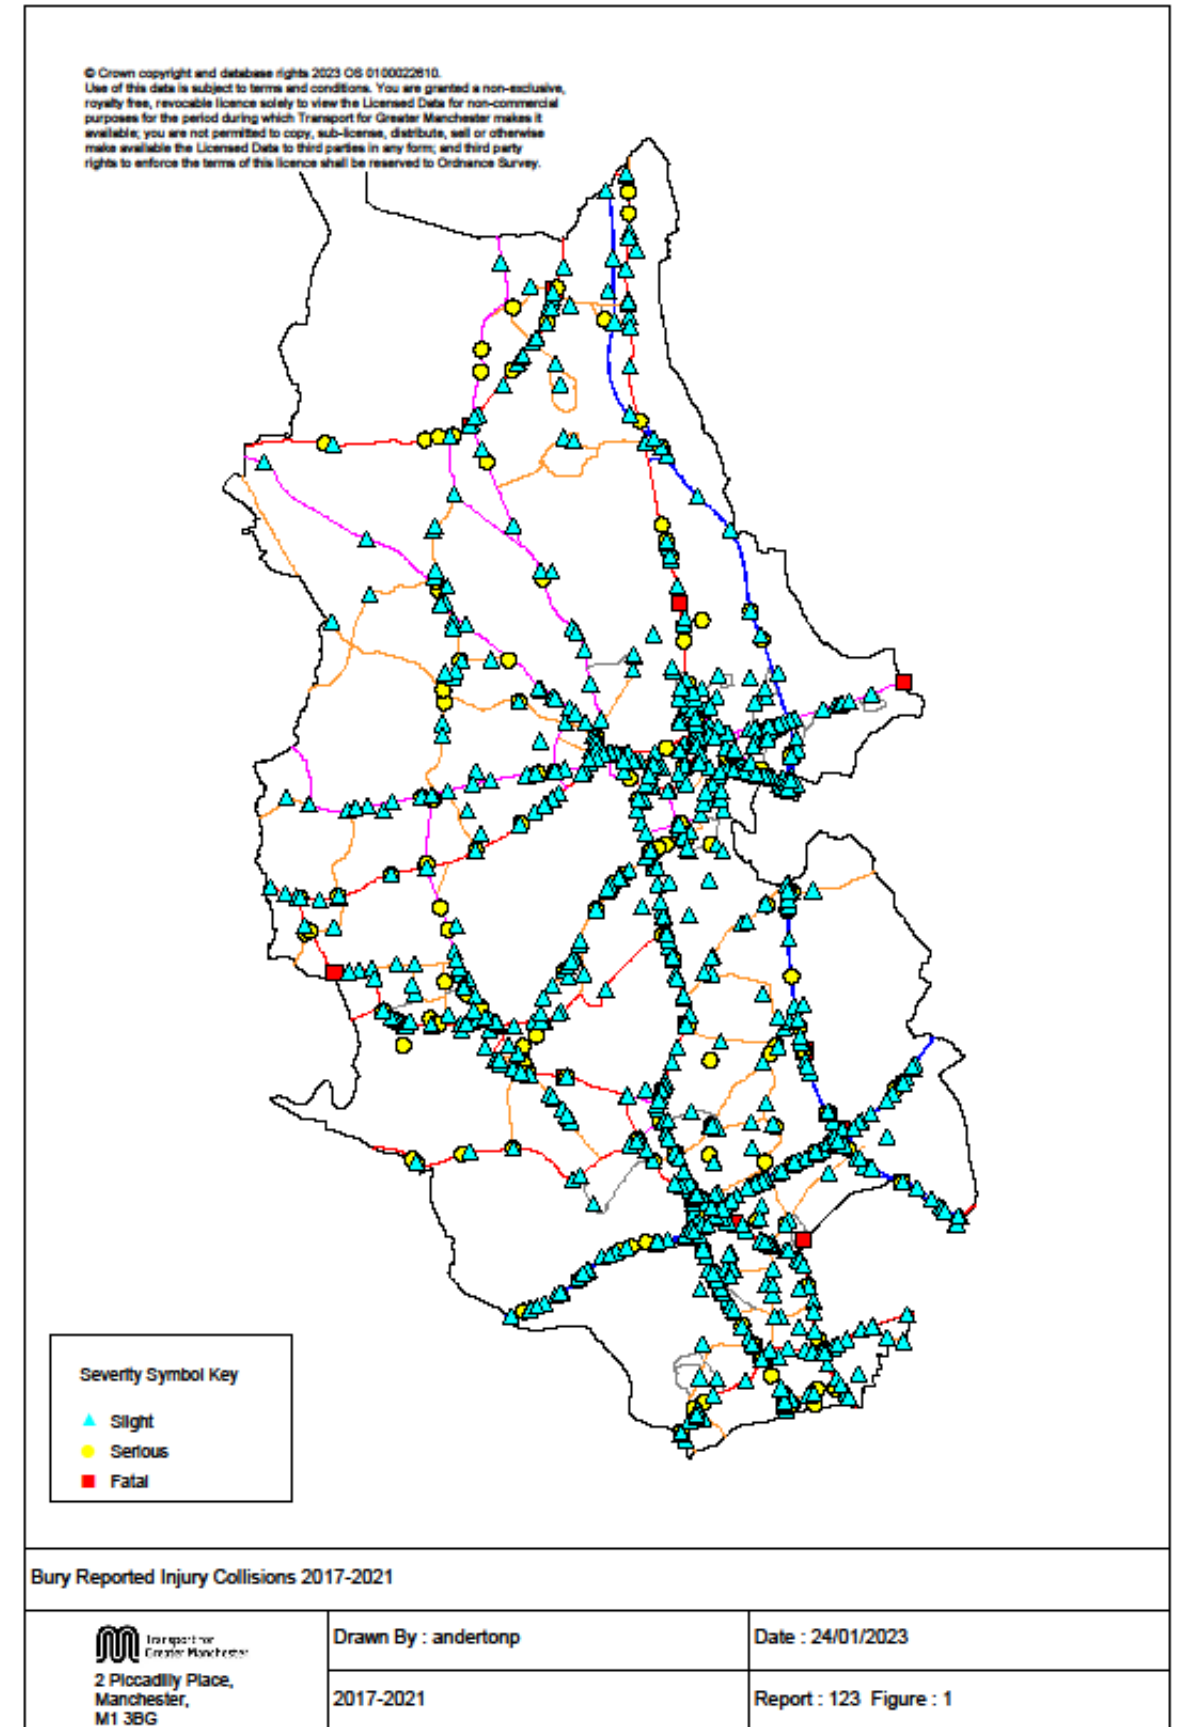 © Crown copyright and database rights 2023 OS 0100022610.
Use of this data is subject to terms and conditions. You are granted a non-exclusive,
royalty free, revocable licence solely to view the Licensed Data for non-commercial
purposes for the period during which Transport for Greater Manchester makes it
available; you are not permitted to copy, sub-license, distribute, sell or otherwise
make available the Licensed Data to third parties in any form; and third party
rights to enforce the terms of this licence shall be reserved to Ordnance Survey.
Severity Symbol Key
Slight
Serious
Fatal
Bury Reported Injury Collisions 2017-2021
Transport for
Greater Manchester
2 Piccadilly Place,
Manchester,
M1 3BG
Drawn By : andertonp
Date : 24/01/2023
2017-2021
Report : 123 Figure : 1